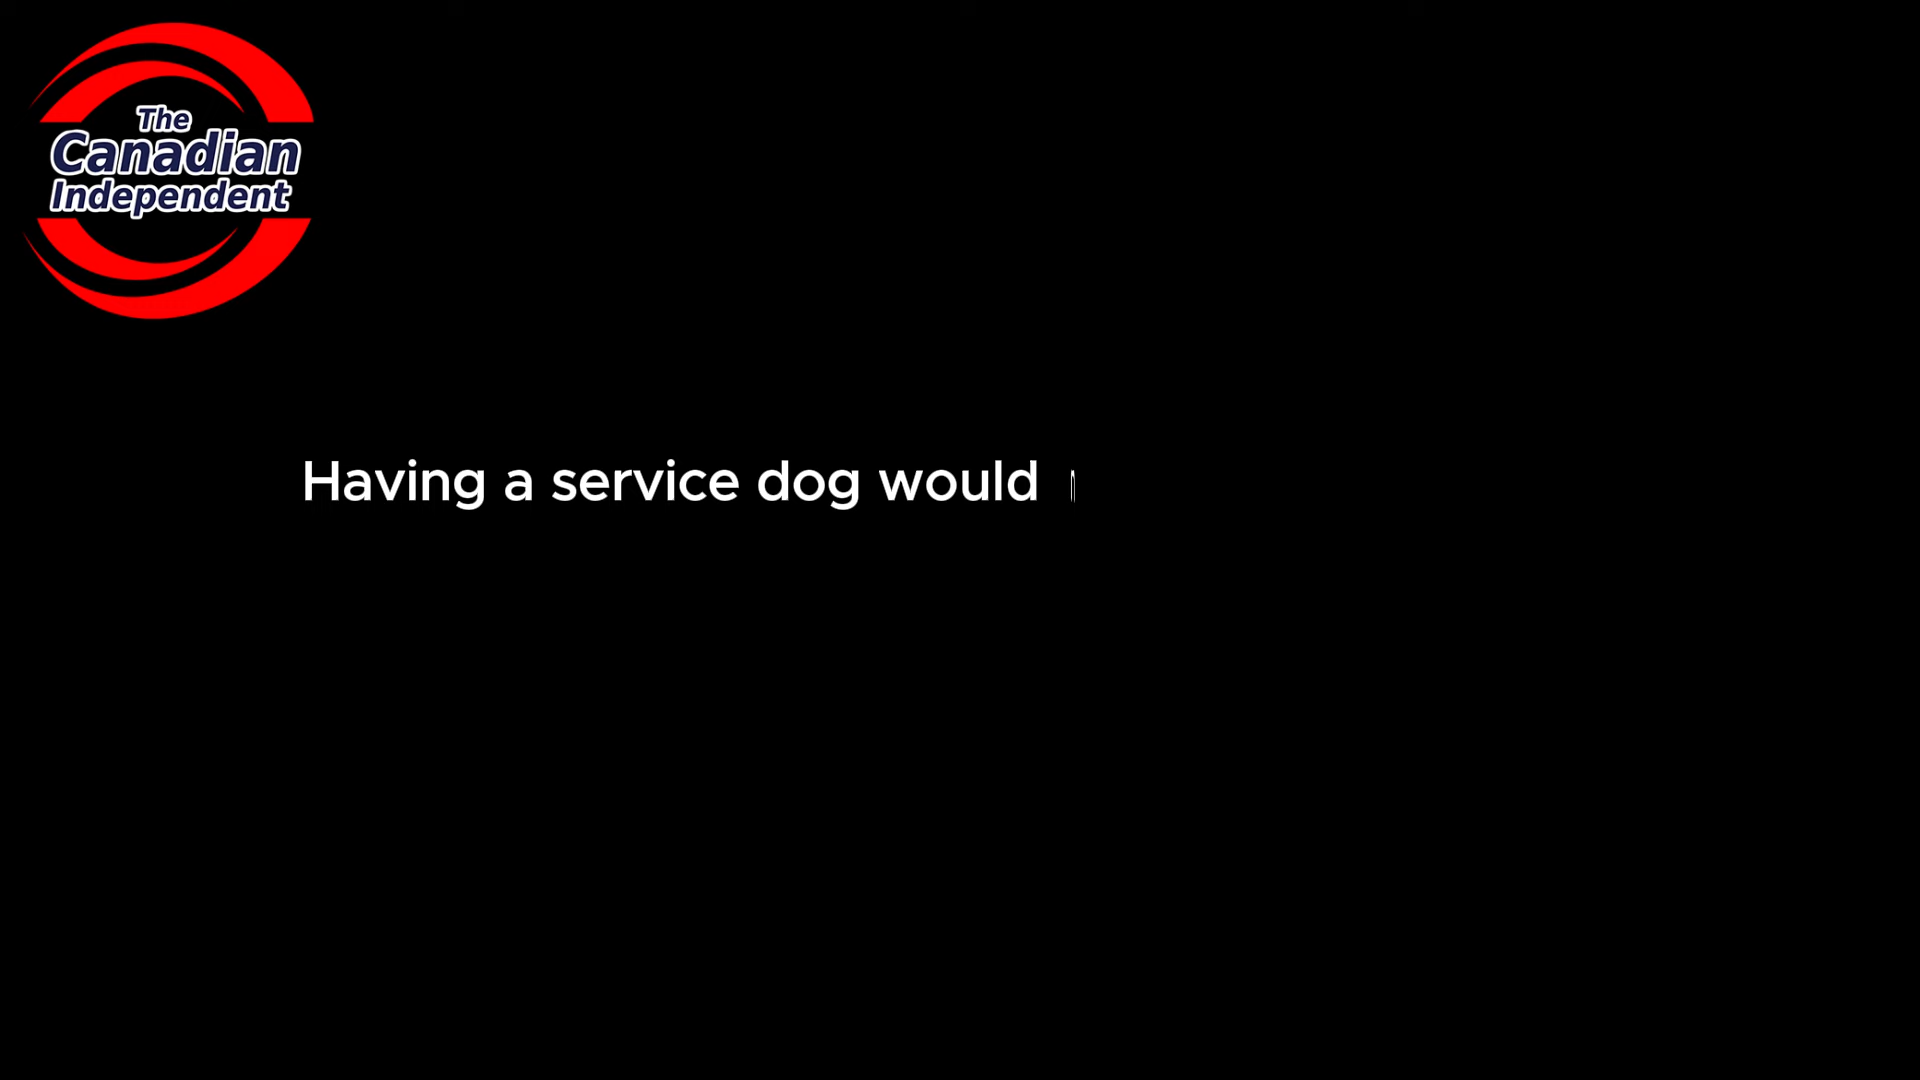 The
Canadian
Independent
Having a service dog would